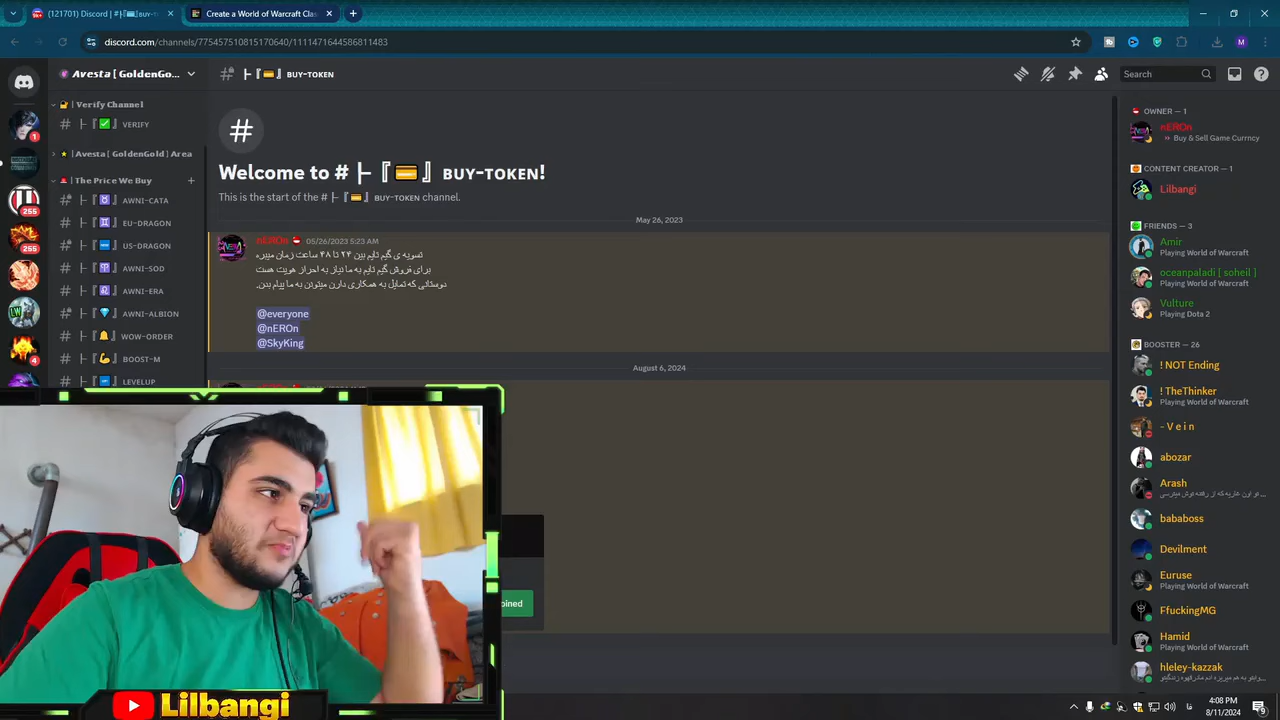 (121701) Discord | #
Create a World of Warcraft Clas
discord.com/channels/775457510815170640/1111471644586811483
M
Avesta [ GoldenGo...
├『💳』BUY-TOKEN
Search
| Verify Channel
├『✅』VERIFY
| Avesta [ GoldenGold ] Area
| The Price We Buy
├『♉』AWNI-CATA
├『♊』EU-DRAGON
US-DRAGON
├『♈』AWNI-SOD
├『♌』AWNI-ERA
├『💎』AWNI-ALBION
├『🔔』WOW-ORDER
├『💪』BOOST-M
LEVELUP
1
255
255
4
Welcome to # ├『💳』BUY-TOKEN!
This is the start of the # ├『💳』BUY-TOKEN channel.
May 26, 2023
nEROn 05/26/2023 5:23 AM
تسویه ی گیم تایم بین ۲۴ تا ۴۸ ساعت زمان میبره
برای فروش گیم تایم به ما نیاز به احراز هویت هست
دوستانی که تمایل به همکاری دارن میتونن به ما پیام بدن.
@everyone
@nEROn
@SkyKing
August 6, 2024
oined
OWNER — 1
nEROn
Buy & Sell Game Currncy
CONTENT CREATOR — 1
Lilbangi
FRIENDS — 3
Amir
Playing World of Warcraft
oceanpaladi [ soheil ]
Playing World of Warcraft
Vulture
Playing Dota 2
BOOSTER — 26
! NOT Ending
! TheThinker
Playing World of Warcraft
- V e i n
abozar
Arash
bababoss
Devilment
Euruse
Playing World of Warcraft
FfuckingMG
Hamid
Playing World of Warcraft
hleley-kazzak
Lilbangi
4:08 PM
8/11/2024